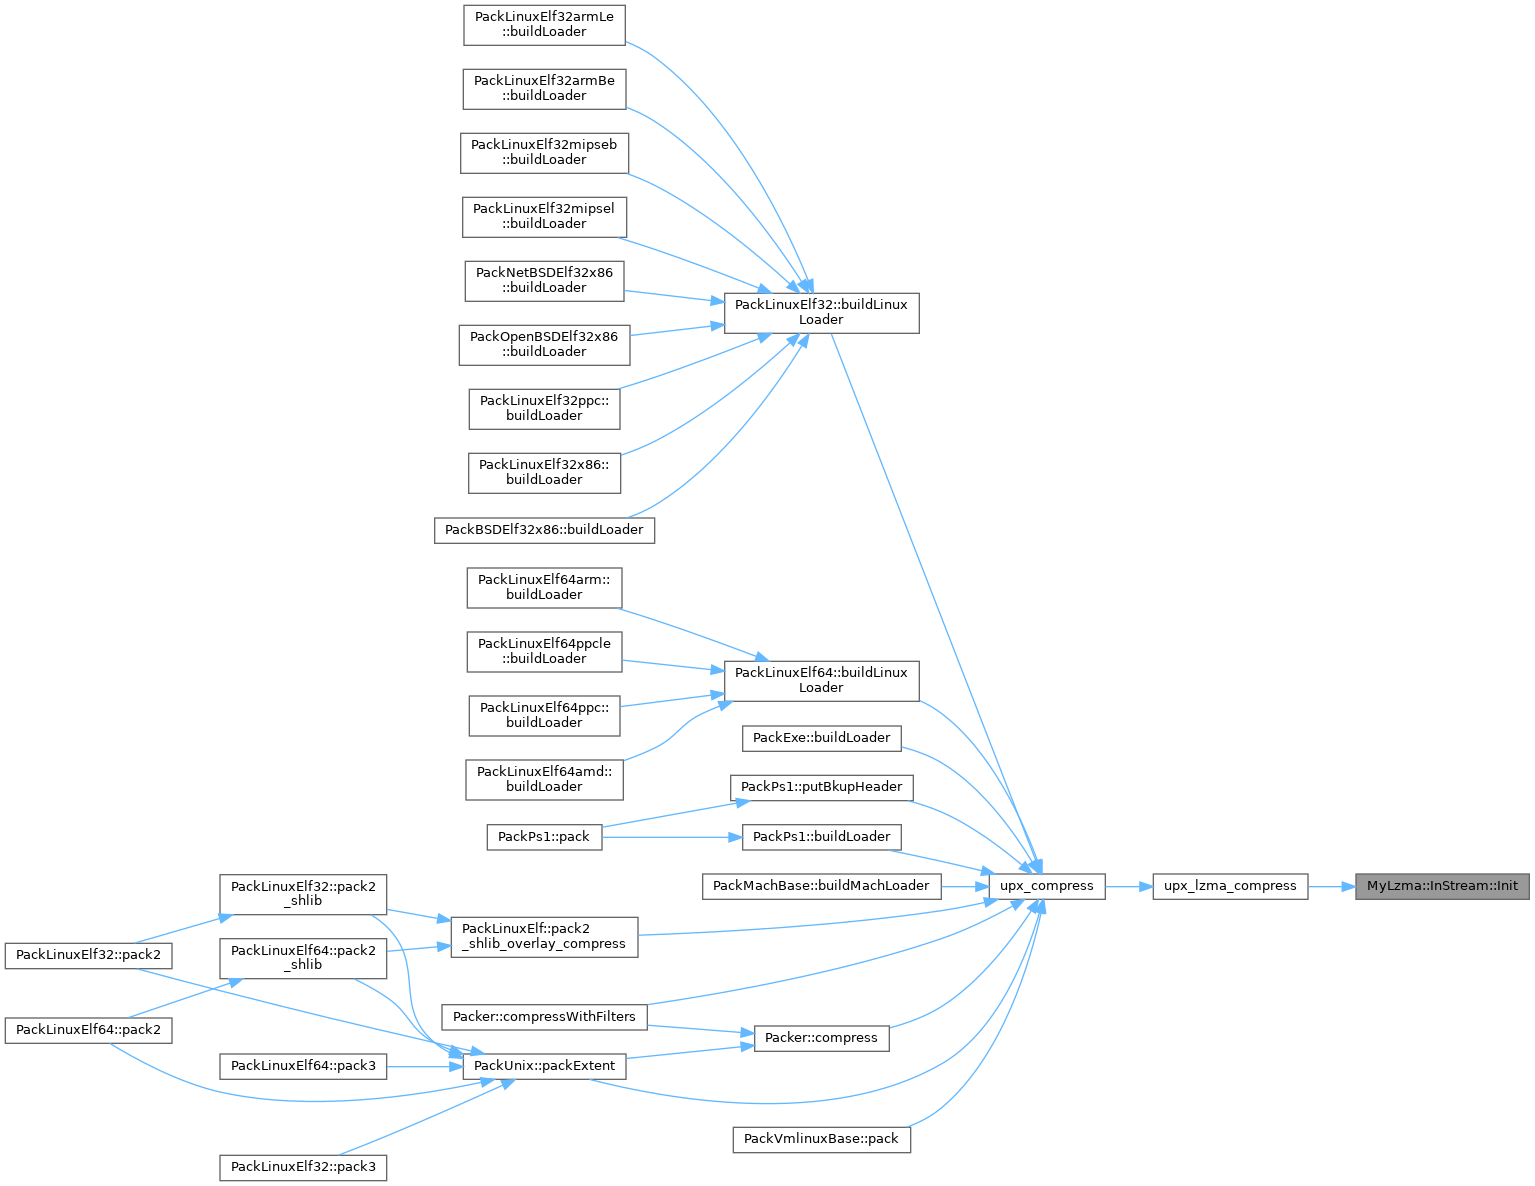 PackLinuxElf32armLe
::buildLoader
PackLinuxElf32armBe
::buildLoader
PackLinuxElf32mipseb
::buildLoader
PackLinuxElf32mipsel
::buildLoader
PackNetBSDElf32x86
::buildLoader
PackLinuxElf32::buildLinux
Loader
PackOpenBSDElf32x86
::buildLoader
PackLinuxElf32ppc::
buildLoader
PackLinuxElf32x86::
buildLoader
PackBSDElf32x86::buildLoader
PackLinuxElf64arm::
buildLoader
PackLinuxElf64ppcle
::buildLoader
PackLinuxElf64::buildLinux
Loader
PackLinuxElf64ppc::
buildLoader
PackExe::buildLoader
PackLinuxElf64amd::
buildLoader
PackPs1::putBkupHeader
PackPs1::pack
PackPs1::buildLoader
PackLinuxElf32::pack2
_shlib
PackMachBase::buildMachLoader
upx_compress
upx_lzma_compress
MyLzma::InStream::Init
PackLinuxElf::pack2
_shlib_overlay_compress
PackLinuxElf32::pack2
PackLinuxElf64::pack2
_shlib
Packer::compressWithFilters
PackLinuxElf64::pack2
Packer::compress
PackLinuxElf64::pack3
PackUnix::packExtent
PackVmlinuxBase::pack
PackLinuxElf32::pack3